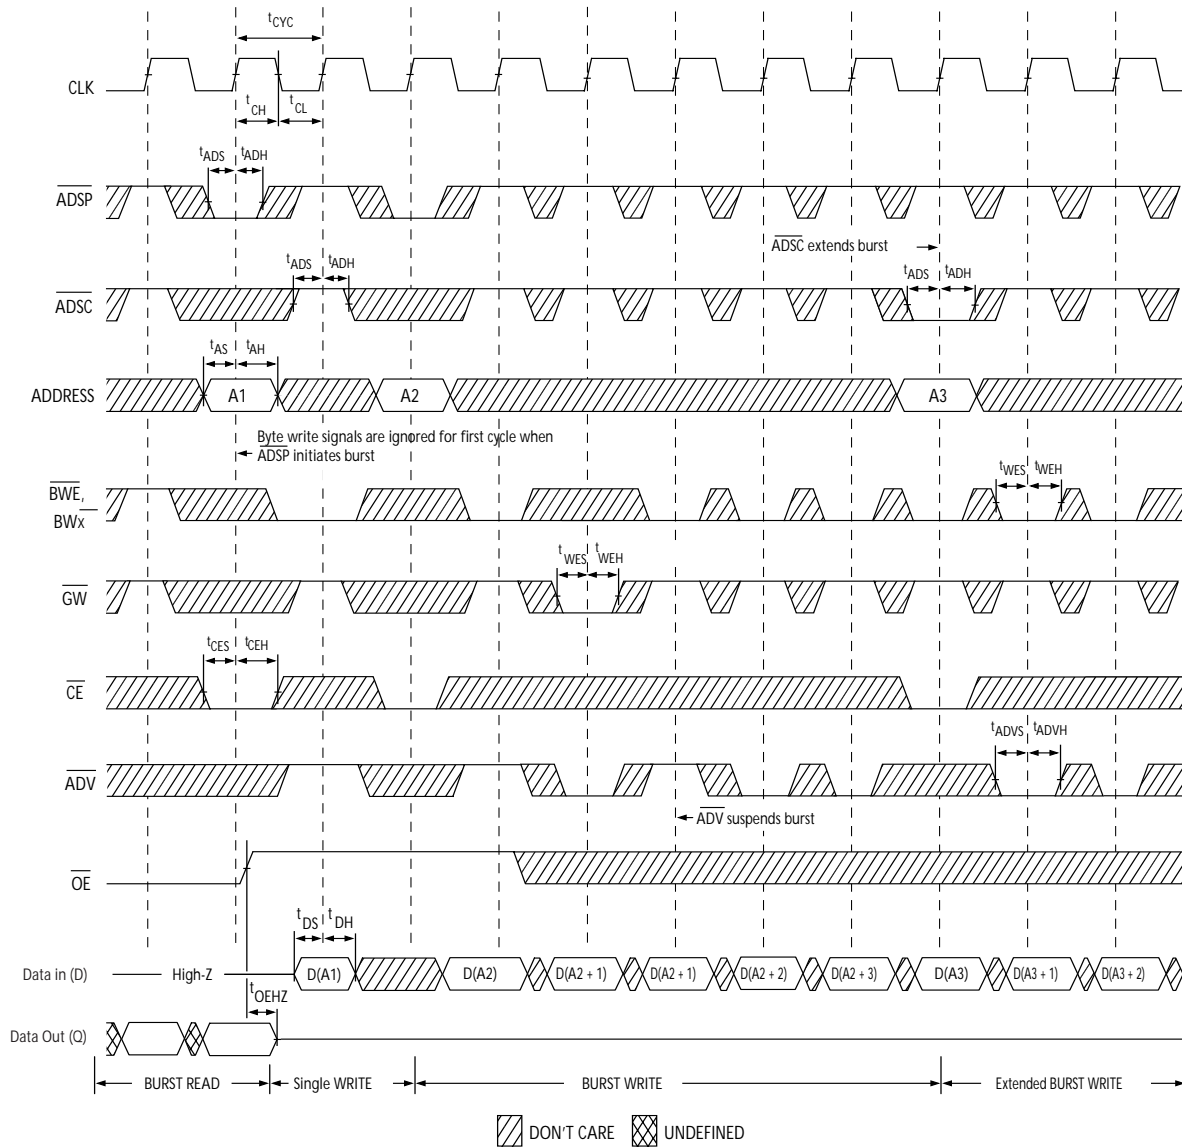 tCYC
CLK
tCH
tCL
tADS
tADH
ADSP
ADSC extends burst
tADS
tADH
tADS
tADH
ADSC
tAS
tAH
ADDRESS
A1
A2
A3
Byte write signals are ignored for first cycle when
ADSP initiates burst
tWES
tWEH
BWE,
BWX
tWES
tWEH
GW
tCES
tCEH
CE
tADVS
tADVH
ADV
ADV suspends burst
OE
tDS
tDH
Data in (D)
High-Z
D(A1)
D(A2)
D(A2 + 1)
D(A2 + 1)
D(A2 + 2)
D(A2 + 3)
D(A3)
D(A3 + 1)
D(A3 + 2)
tOEHZ
Data Out (Q)
BURST READ
Single WRITE
BURST WRITE
Extended BURST WRITE
DON'T CARE
UNDEFINED